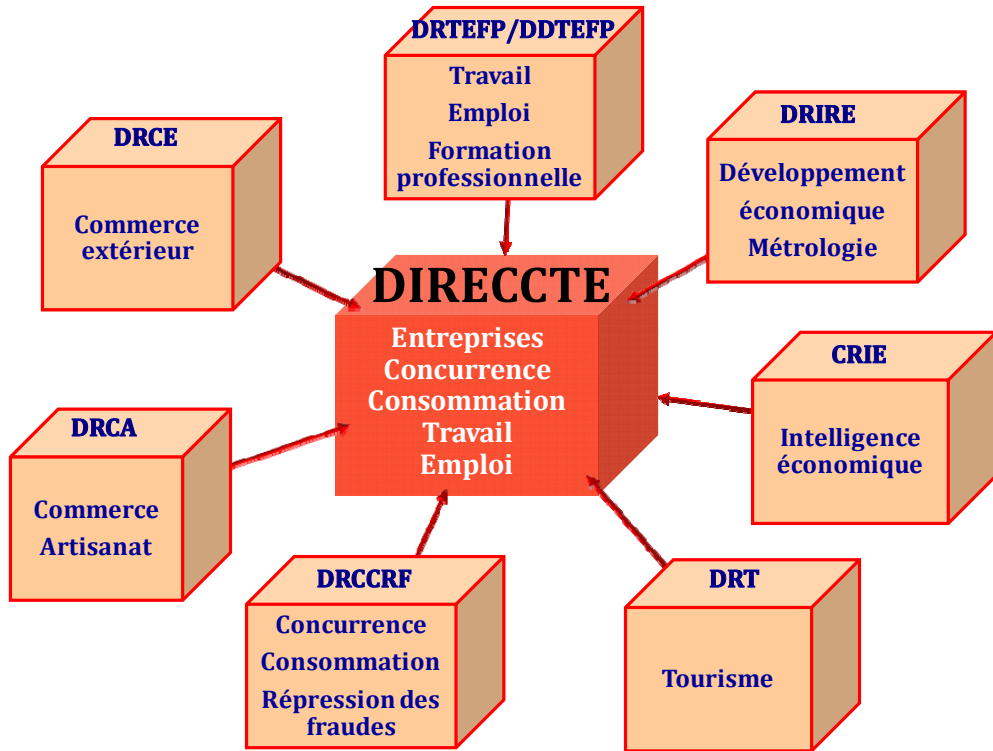 DRTEFP/DDTEFP
Travail
Emploi
Formation
professionnelle
DRCE
Commerce
extérieur
DRIRE
Développement
économique
Métrologie
DIRECCTE
Entreprises
Concurrence
Consommation
Travail
Emploi
CRIE
Intelligence
économique
DRCA
Commerce
Artisanat
DRCCRF
Concurrence
Consommation
Répression des
fraudes
DRT
Tourisme